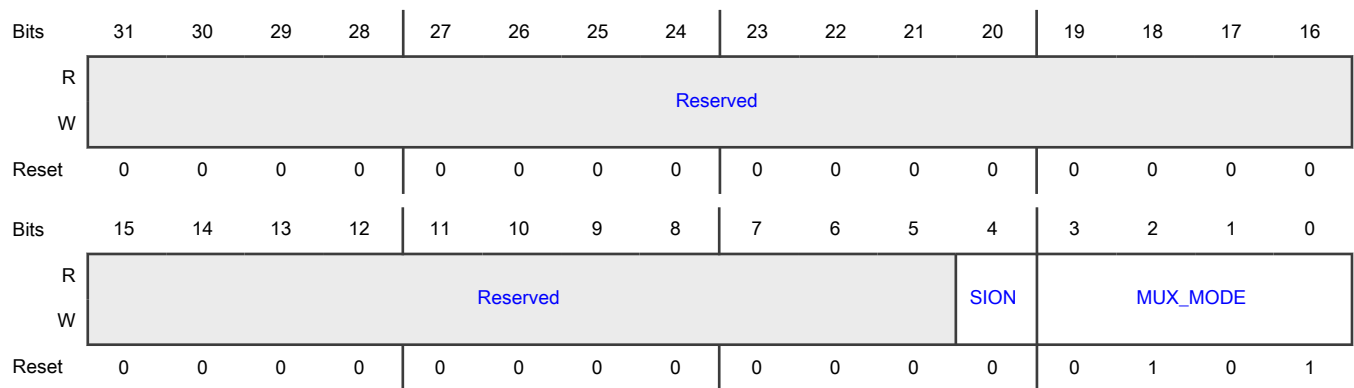 Bits 31 30 29 28 27 26 25 24 23 22 21 20 19 18 17 16
R
Reserved
W
Reset 0 0 0 0 0 0 0 0 0 0 0 0 0 0 0 0
Bits 15 14 13 12 11 10 9 8 7 6 5 4 3 2 1 0
R
Reserved SION MUX_MODE
W
Reset 0 0 0 0 0 0 0 0 0 0 0 0 0 1 0 1